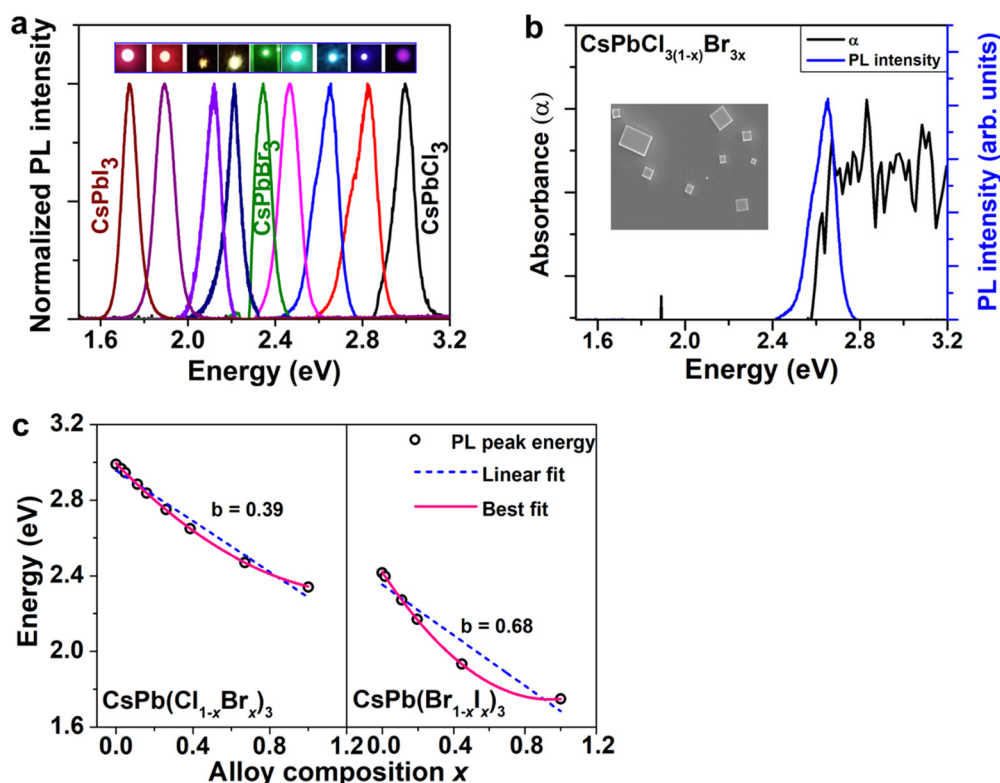 a
Normalized PL intensity
CsPbI3
CsPbBr3
CsPbCl3
1.6 2.0 2.4 2.8 3.2
Energy (eV)
b
CsPbCl3(1-x)Br3x
α
PL intensity
Absorbance (α)
PL intensity (arb. units)
1.6 2.0 2.4 2.8 3.2
Energy (eV)
c
3.2
2.8
2.4
2.0
1.6
Energy (eV)
b = 0.39
CsPb(Cl1-xBrx)3
PL peak energy
Linear fit
Best fit
b = 0.68
CsPb(Br1-xIx)3
0.0 0.4 0.8 1.2
0.0 0.4 0.8 1.2
Alloy composition x